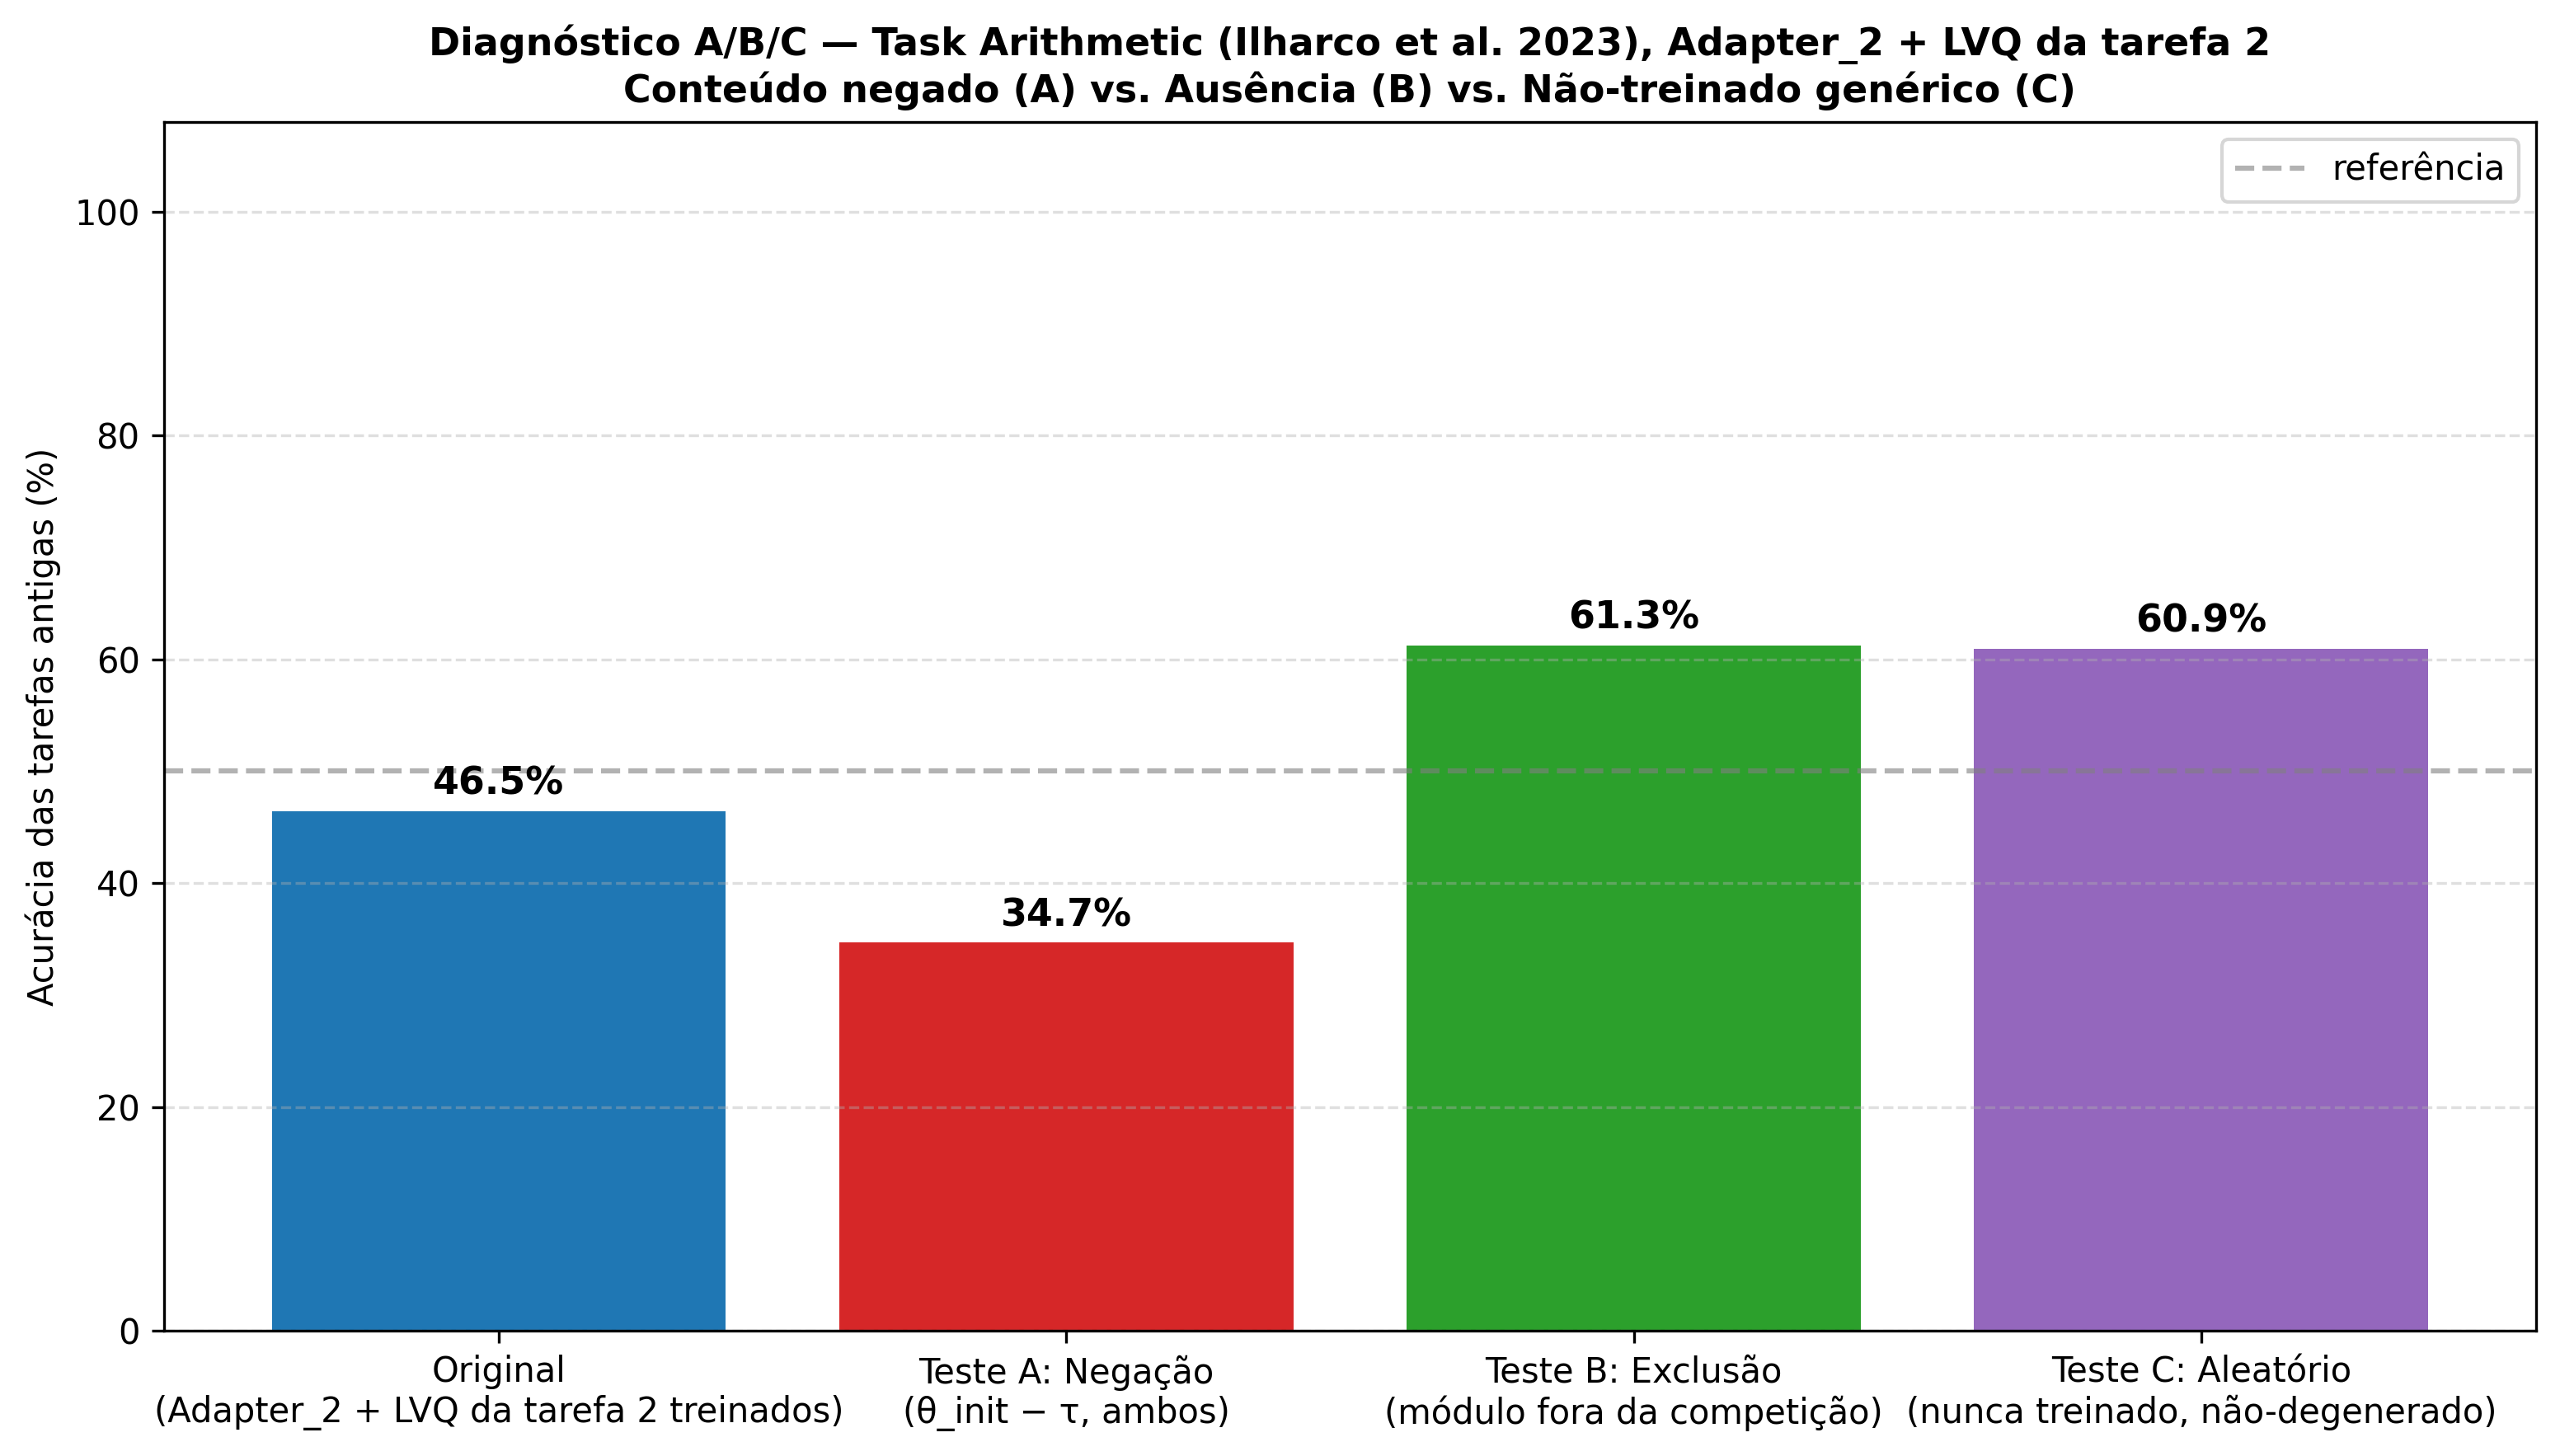 Diagnóstico A/B/C — Task Arithmetic (Ilharco et al. 2023), Adapter_2 + LVQ da tarefa 2
Conteúdo negado (A) vs. Ausência (B) vs. Não-treinado genérico (C)
referência
100
80
60
40
20
0
Acurácia das tarefas antigas (%)
46.5%
34.7%
61.3%
60.9%
Original
(Adapter_2 + LVQ da tarefa 2 treinados)
Teste A: Negação
(θ_init − τ, ambos)
Teste B: Exclusão
(módulo fora da competição)
Teste C: Aleatório
(nunca treinado, não-degenerado)